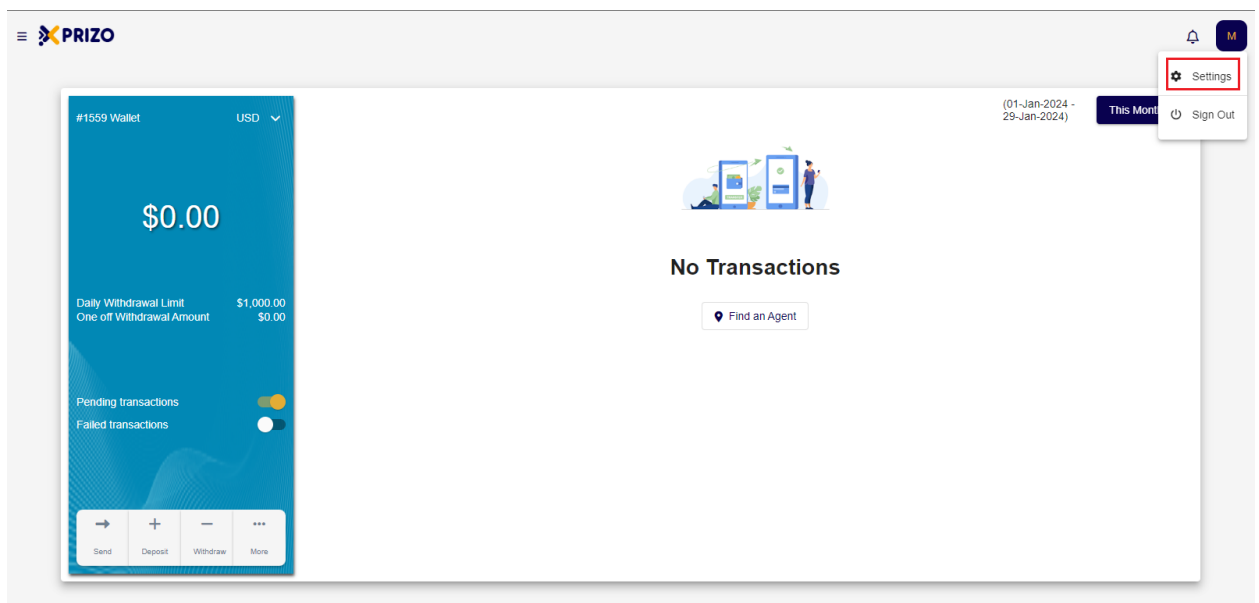 XPRIZO
M
Settings
Sign Out
#1559 Wallet USD
$0.00
Daily Withdrawal Limit $1,000.00
One off Withdrawal Amount $0.00
Pending transactions
Failed transactions
Send Deposit Withdraw More
(01-Jan-2024 -
29-Jan-2024)
This Mont
No Transactions
Find an Agent